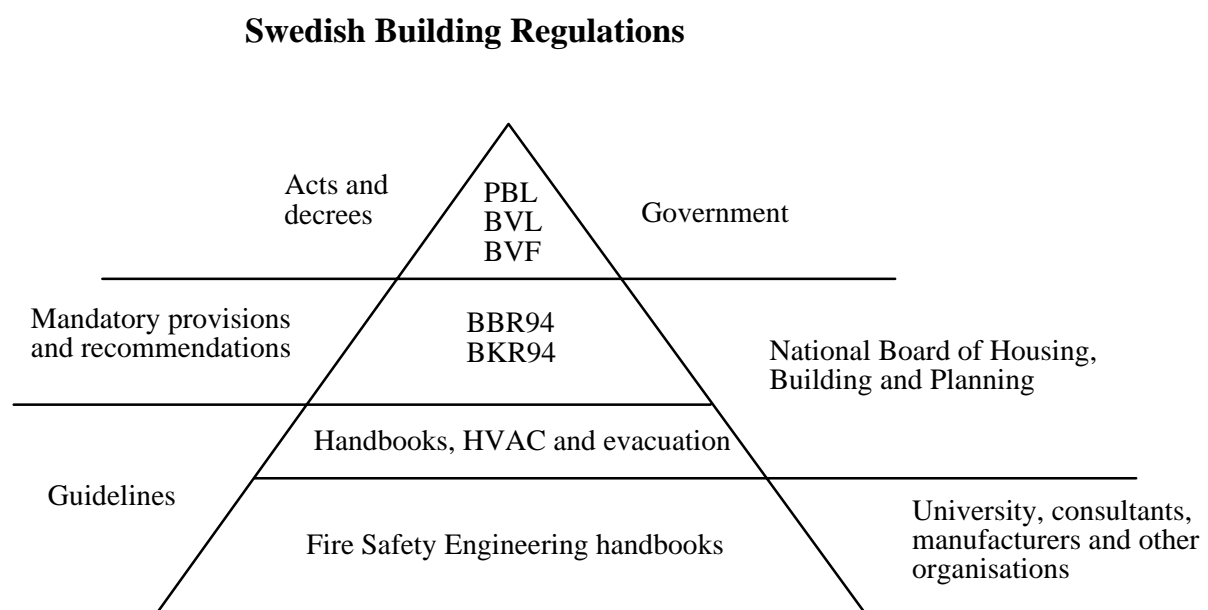 Swedish Building Regulations
Acts and
decrees
PBL
BVL
BVF
Government
Mandatory provisions
and recommendations
BBR94
BKR94
National Board of Housing,
Building and Planning
Handbooks, HVAC and evacuation
Guidelines
Fire Safety Engineering handbooks
University, consultants,
manufacturers and other
organisations